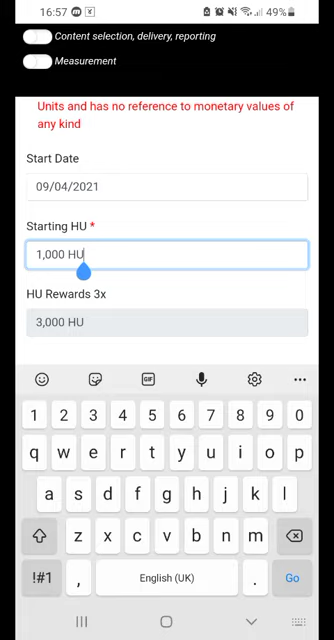 16:57
49%
Content selection, delivery, reporting
Measurement
Units and has no reference to monetary values of
any kind
Start Date
09/04/2021
Starting HU *
1,000 HU
HU Rewards 3x
3,000 HU
GIF
1 2 3 4 5 6 7 8 9 0
q w e r t y u i o p
a s d f g h j k l
z x c v b n m
!#1 , English (UK) . Go